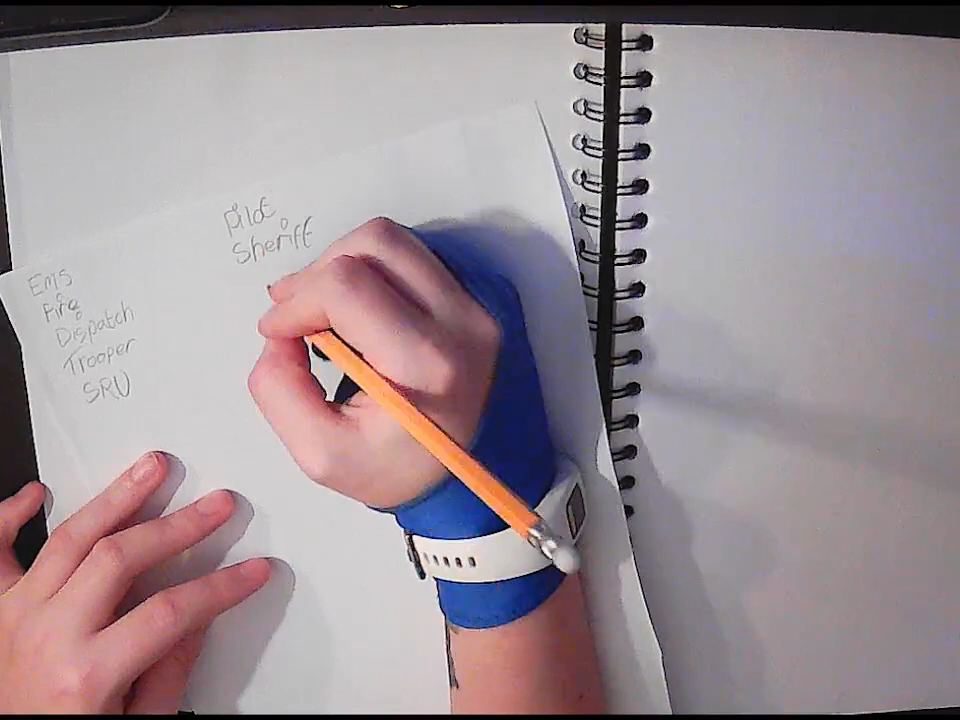 Pilot
Sheriff
EMS
Fire
Dispatch
Trooper
SRU